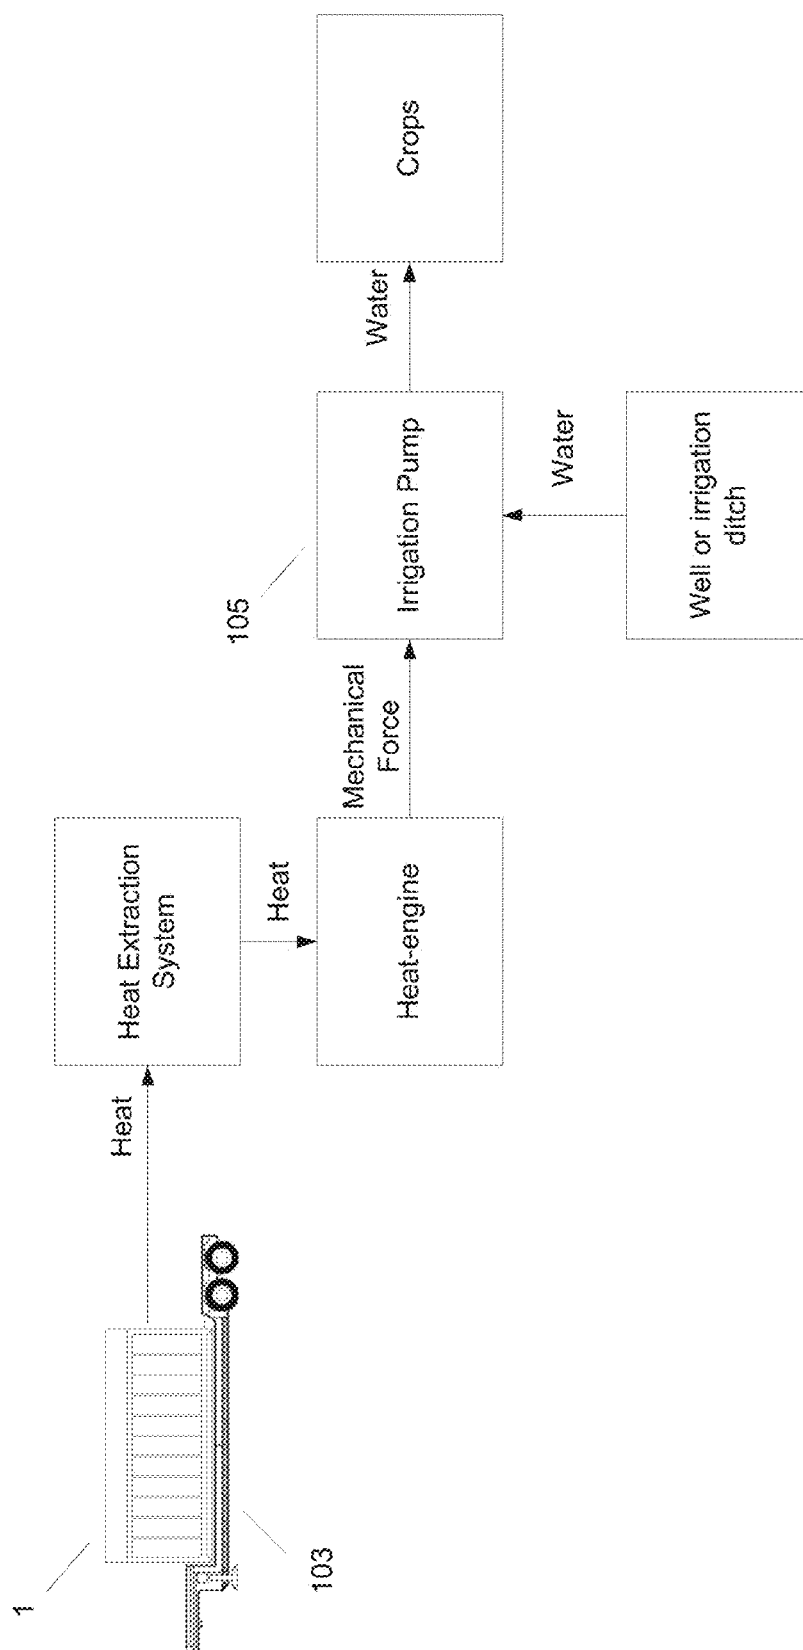 1
103
Heat
Heat Extraction
System
Heat
Heat-engine
Mechanical
Force
105
Irrigation Pump
Water
Well or irrigation
ditch
Water
Crops